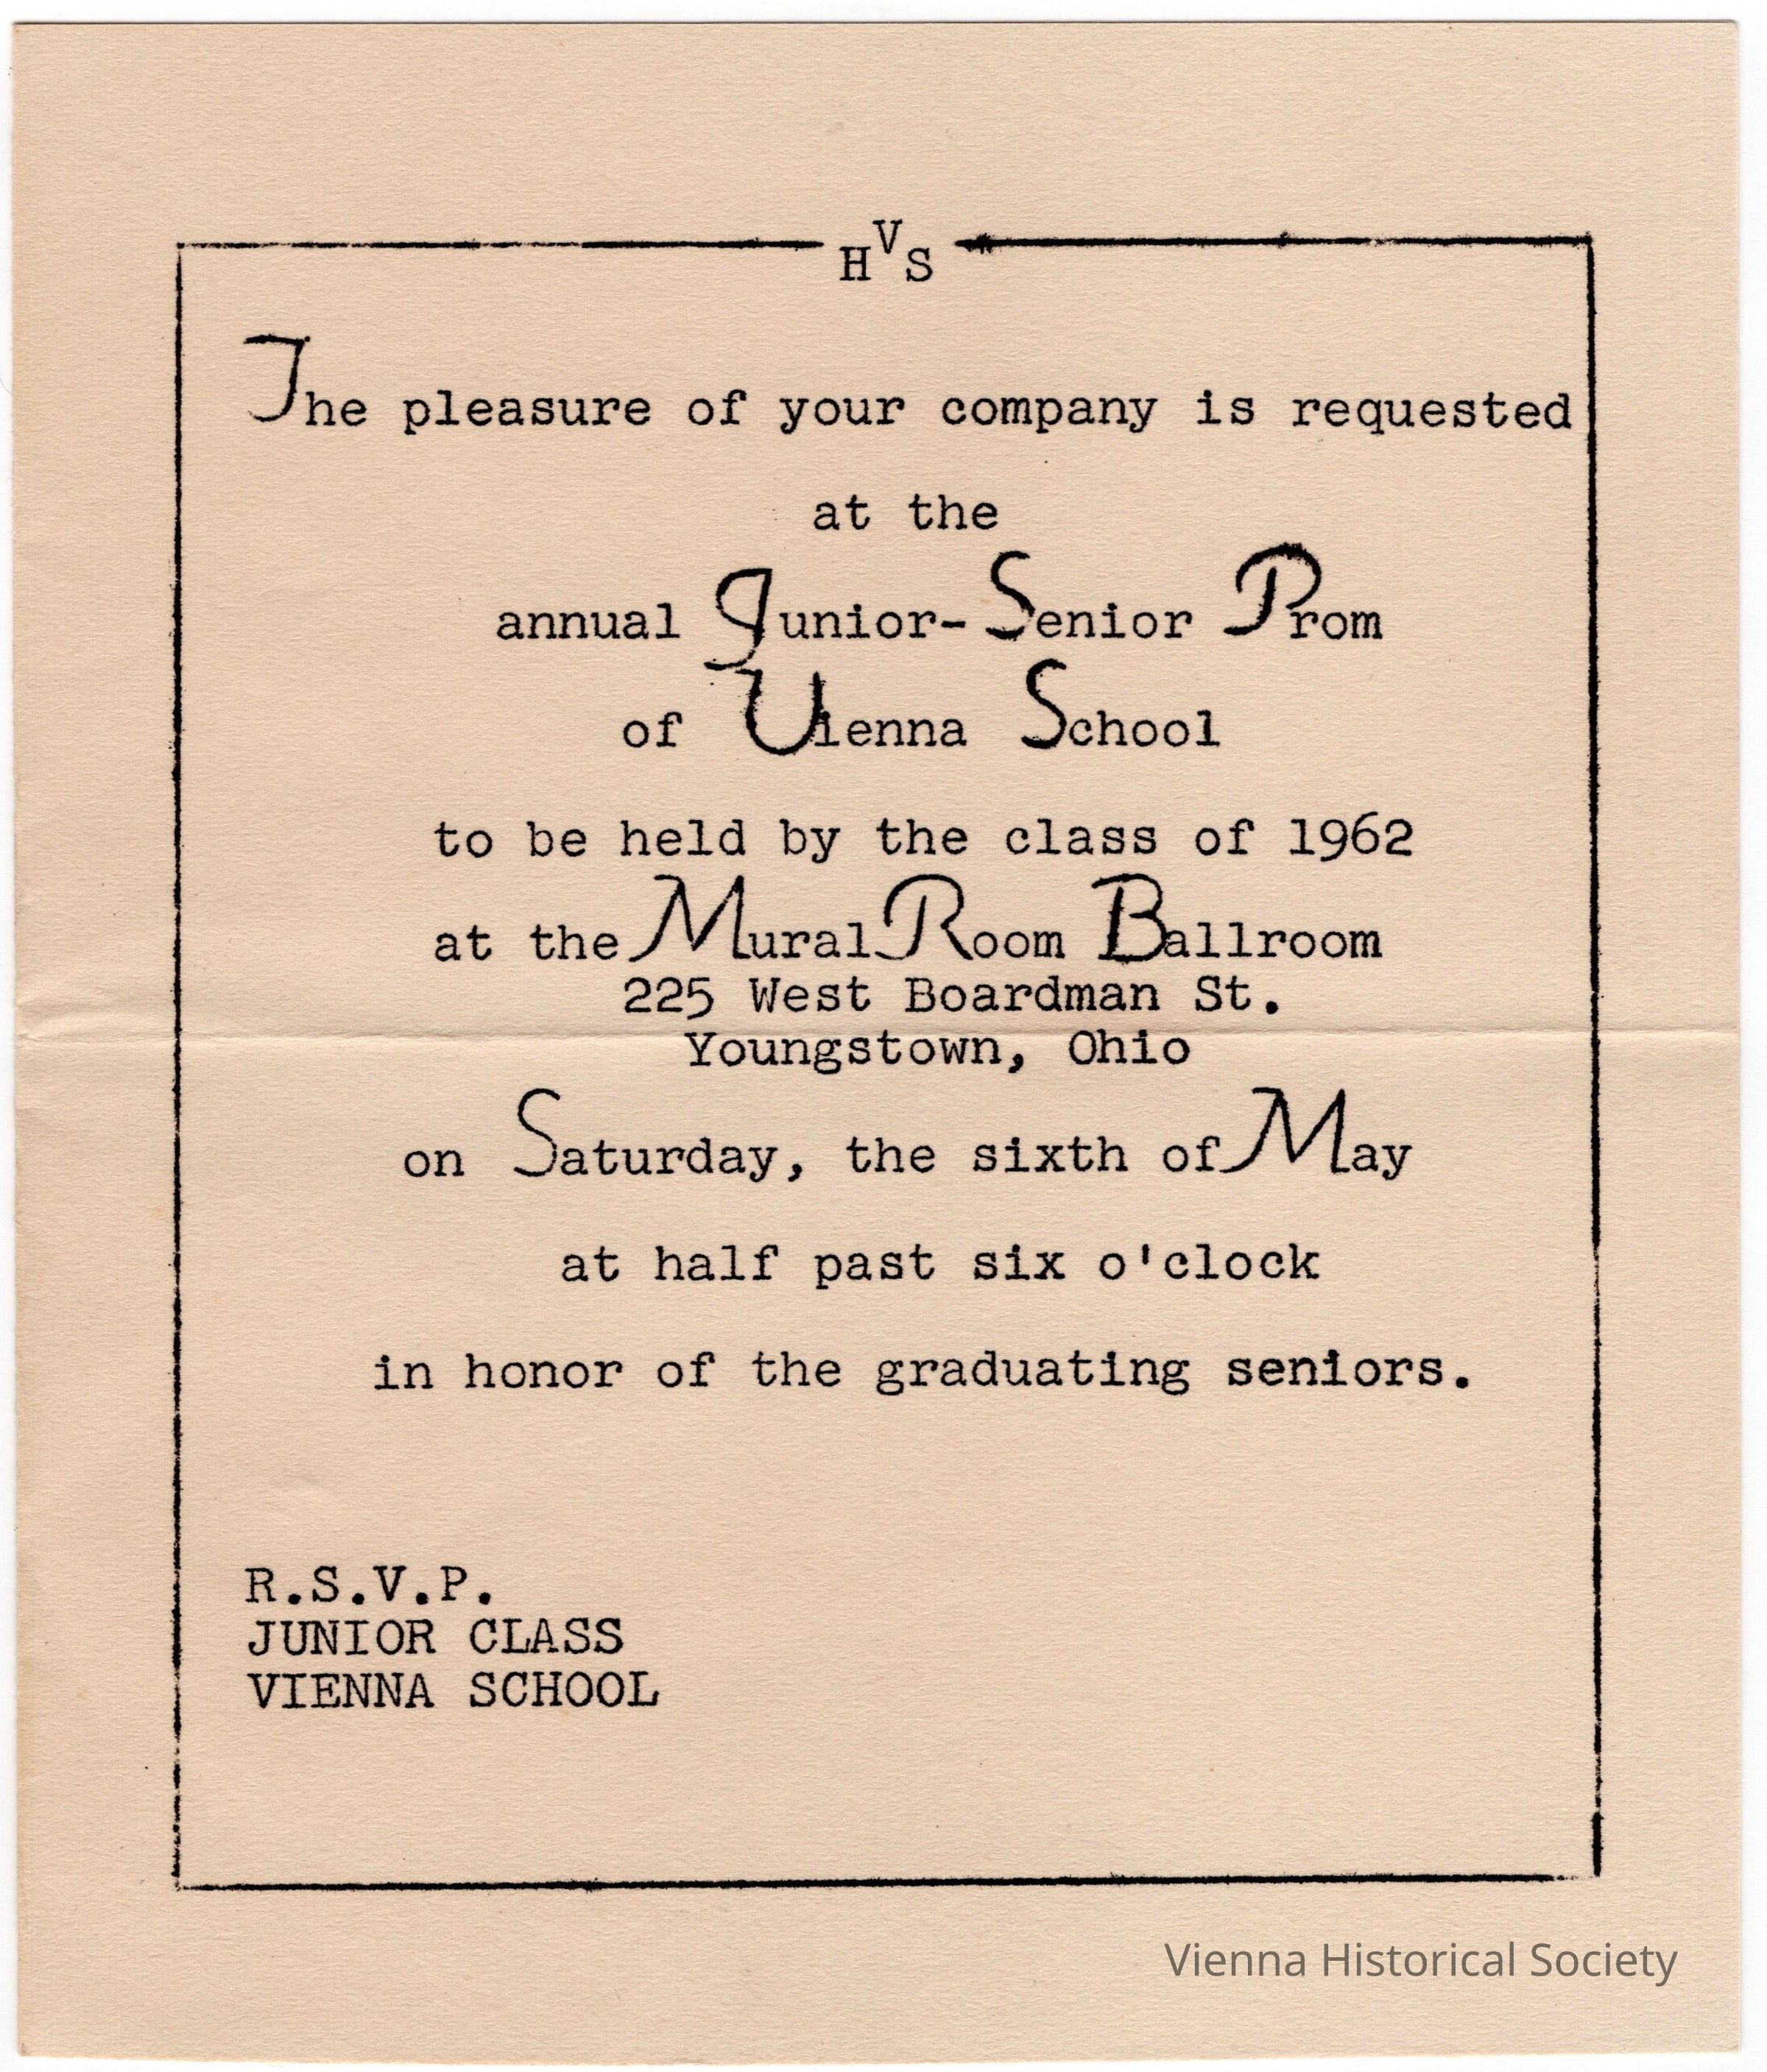 HVS
The pleasure of your company is requested
at the
annual Junior-Senior Prom
of Vienna School
to be held by the class of 1962
at the Mural Room Ballroom
225 West Boardman St.
Youngstown, Ohio
on Saturday, the sixth of May
at half past six o'clock
in honor of the graduating seniors.
R.S.V.P.
JUNIOR CLASS
VIENNA SCHOOL
Vienna Historical Society